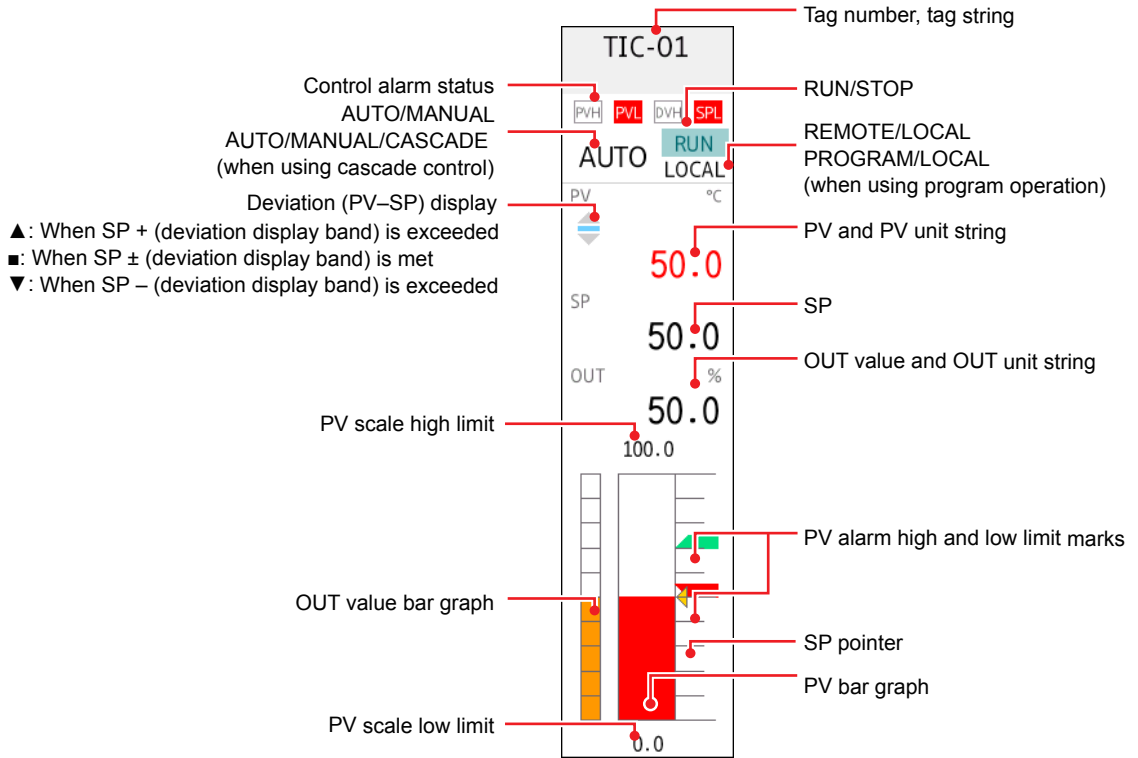 Tag number, tag string
TIC-01
Control alarm status
RUN/STOP
PVH PVL DVH SPL
AUTO/MANUAL
AUTO/MANUAL/CASCADE
(when using cascade control)
REMOTE/LOCAL
PROGRAM/LOCAL
(when using program operation)
AUTO
RUN
LOCAL
PV °C
Deviation (PV–SP) display
▲: When SP + (deviation display band) is exceeded
■: When SP ± (deviation display band) is met
▼: When SP – (deviation display band) is exceeded
PV and PV unit string
50.0
SP
SP
50.0
OUT value and OUT unit string
OUT %
50.0
PV scale high limit
100.0
PV alarm high and low limit marks
OUT value bar graph
SP pointer
PV bar graph
PV scale low limit
0.0